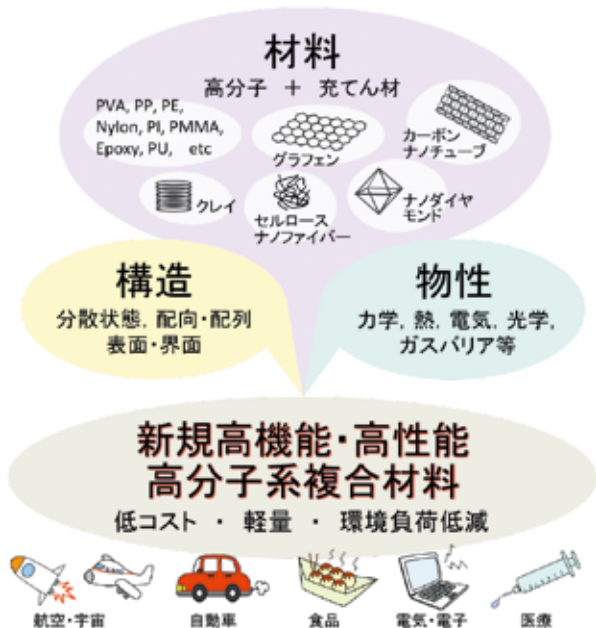 材料
高分子 + 充てん材
PVA, PP, PE,
Nylon, PI, PMMA,
Epoxy, PU, etc
グラフェン
カーボン
ナノチューブ
クレイ
セルロース
ナノファイバー
ナノダイヤ
モンド
構造
分散状態, 配向・配列
表面・界面
物性
力学, 熱, 電気, 光学,
ガスバリア等
新規高機能・高性能
高分子系複合材料
低コスト ・ 軽量 ・ 環境負荷低減
航空・宇宙
自動車
食品
電気・電子
医療